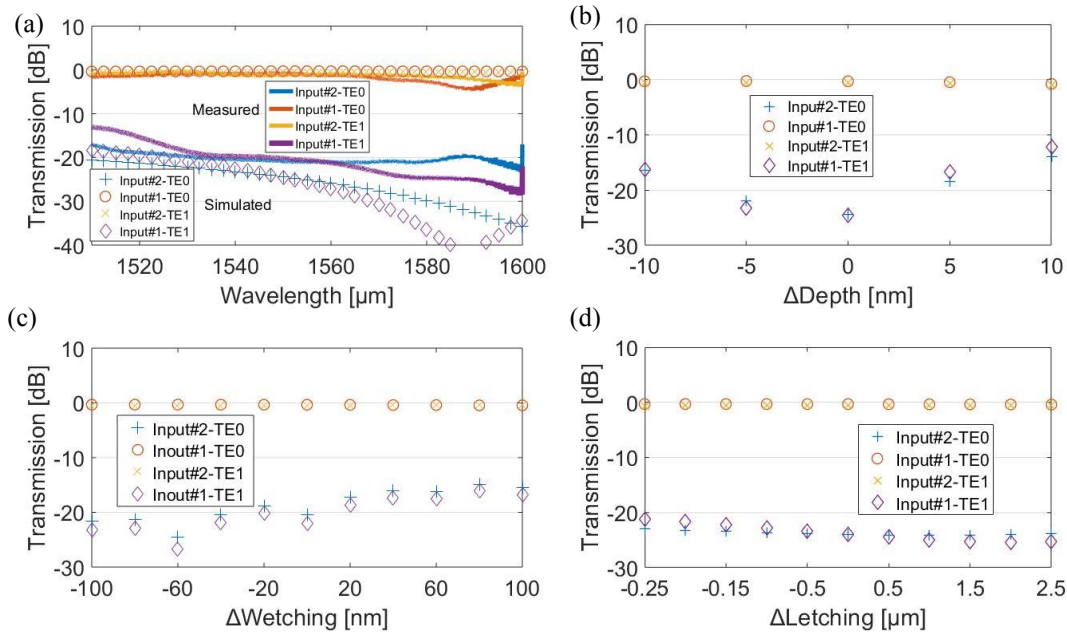 (a)
10
0
-10
-20
-30
-40
Transmission [dB]
Measured
Input#2-TE0
Input#1-TE0
Input#2-TE1
Input#1-TE1
Input#2-TE0
Input#1-TE0
Input#2-TE1
Input#1-TE1
Simulated
1520 1540 1560 1580 1600
Wavelength [µm]
(b)
10
0
-10
-20
-30
Transmission [dB]
Inpu#2-TE0
Input#1-TE0
Input#2-TE1
Input#1-TE1
-10 -5 0 5 10
ΔDepth [nm]
(c)
10
0
-10
-20
-30
Transmission [dB]
Input#2-TE0
Inout#1-TE0
Input#2-TE1
Inout#1-TE1
-100 -60 -20 20 60 100
ΔWetching [nm]
(d)
10
0
-10
-20
-30
Transmission [dB]
Input#2-TE0
Input#1-TE0
Input#2-TE1
Input#1-TE1
-0.25 -0.15 -0.5 0.5 1.5 2.5
ΔLetching [µm]